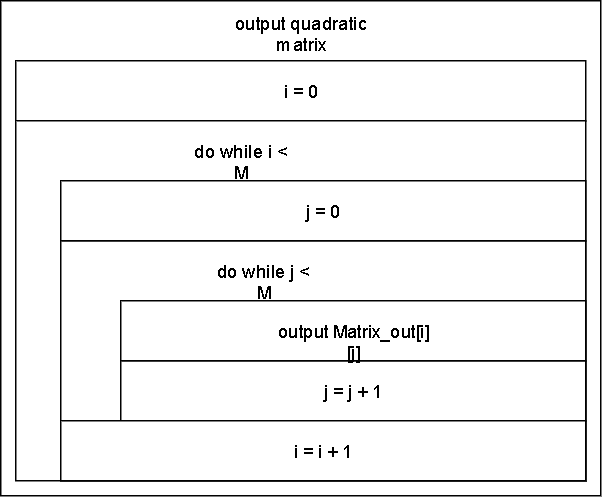 output quadratic
matrix
i = 0
do while i <
M
j = 0
do while j <
M
output Matrix_out[i]
[j]
j = j + 1
i = i + 1